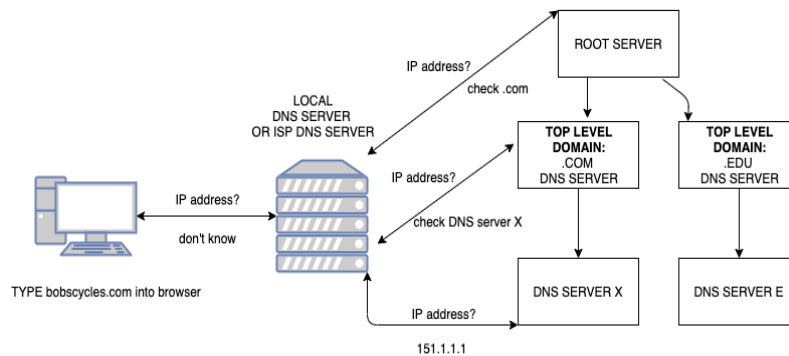 ROOT SERVER
IP address?
check .com
LOCAL
DNS SERVER
OR ISP DNS SERVER
TOP LEVEL
DOMAIN:
.COM
DNS SERVER
TOP LEVEL
DOMAIN:
.EDU
DNS SERVER
IP address?
check DNS server X
IP address?
don't know
TYPE bobscycles.com into browser
DNS SERVER X
DNS SERVER E
IP address?
151.1.1.1